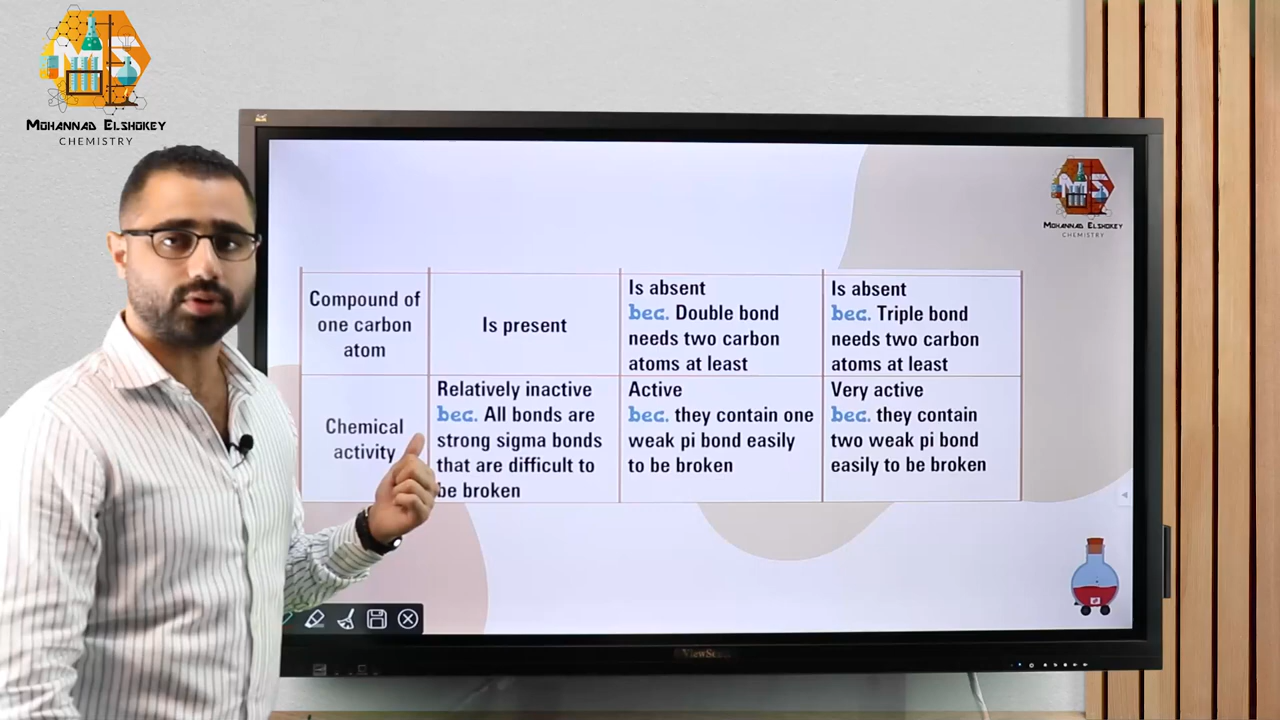 MS
MOHANNAD ELSHOKEY
CHEMISTRY
MS
MOHANNAD ELSHOKEY
CHEMISTRY
Compound of
one carbon
atom
Is present
Is absent
bec. Double bond
needs two carbon
atoms at least
Is absent
bec. Triple bond
needs two carbon
atoms at least
Chemical
activity
Relatively inactive
bec. All bonds are
strong sigma bonds
that are difficult to
be broken
Active
bec. they contain one
weak pi bond easily
to be broken
Very active
bec. they contain
two weak pi bond
easily to be broken
ViewSonic